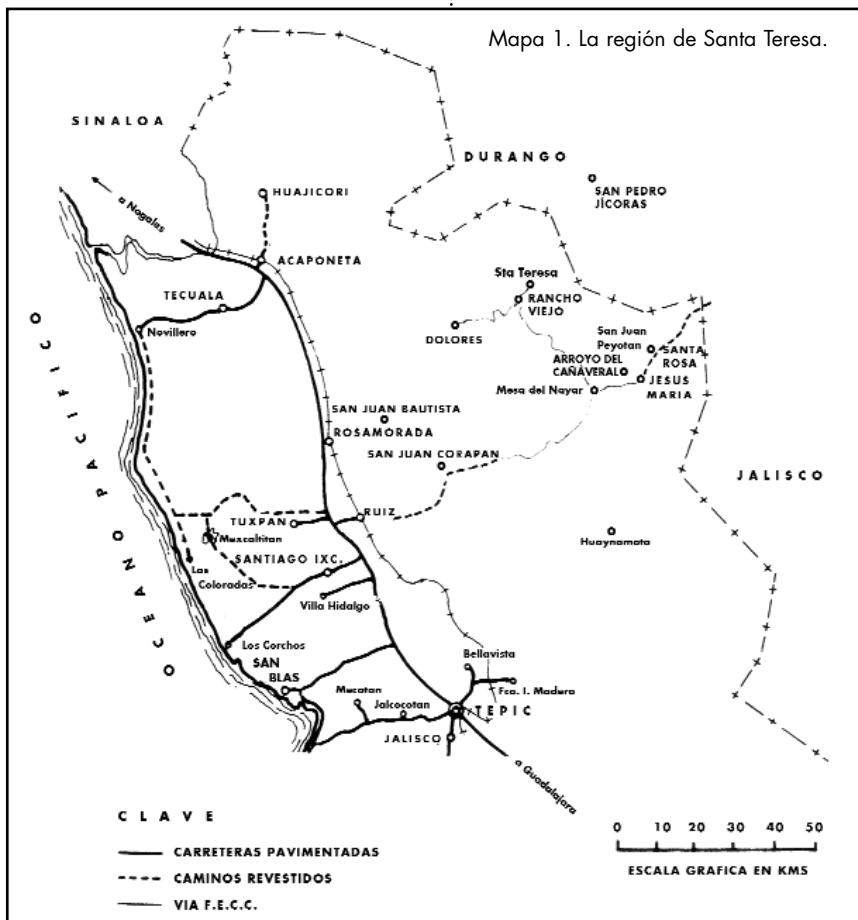 Mapa 1. La región de Santa Teresa.
SINALOA
DURANGO
a Nogales
HUAJICORI
SAN PEDRO
JÍCORAS
ACAPONETA
Sta Teresa
RANCHO
VIEJO
TECUALA
Novillero
DOLORES
San Juan
Peyotan
SANTA
ROSA
ARROYO DEL
CAÑAVERAL
JESUS
MARIA
Mesa del Nayar
OCEANO PACIFICO
SAN JUAN BAUTISTA
ROSAMORADA
SAN JUAN CORAPAN
JALISCO
TUXPAN
RUIZ
Mexcaltitan
Huaynamota
SANTIAGO IXC.
Las
Coloradas
Villa Hidalgo
Los Corchos
SAN
BLAS
Bellavista
Mecatan
Jalcocotan
Fco. I. Madero
TEPIC
JALISCO
a Guadalajara
CLAVE
CARRETERAS PAVIMENTADAS
CAMINOS REVESTIDOS
VIA F.E.C.C.
0 10 20 30 40 50
ESCALA GRAFICA EN KMS